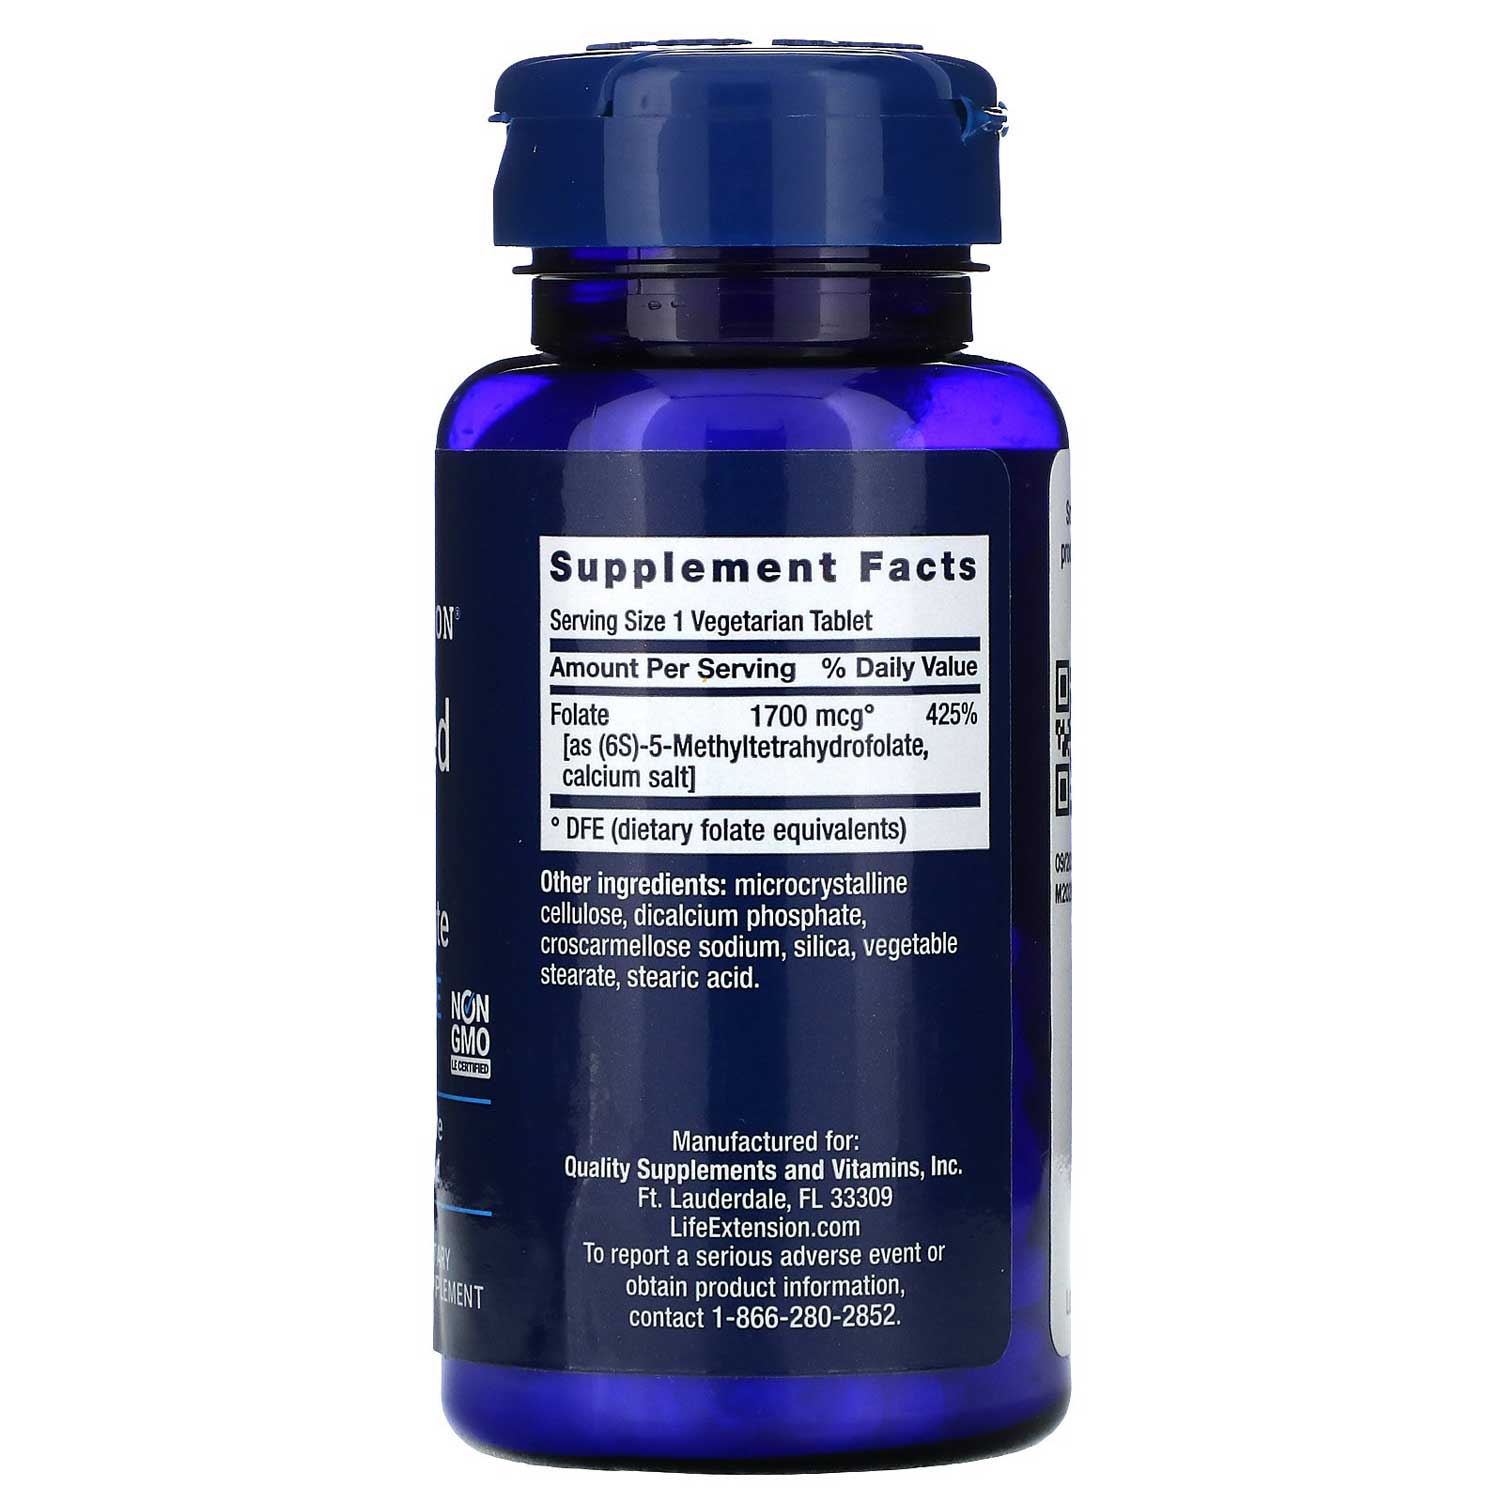 Supplement Facts
Serving Size 1 Vegetarian Tablet
Amount Per Serving % Daily Value
Folate 1700 mcg° 425%
[as (6S)-5-Methyltetrahydrofolate,
calcium salt]
° DFE (dietary folate equivalents)
Other ingredients: microcrystalline
cellulose, dicalcium phosphate,
croscarmellose sodium, silica, vegetable
stearate, stearic acid.
NON
GMO
LE CERTIFIED
Manufactured for:
Quality Supplements and Vitamins, Inc.
Ft. Lauderdale, FL 33309
LifeExtension.com
To report a serious adverse event or
obtain product information,
contact 1-866-280-2852.